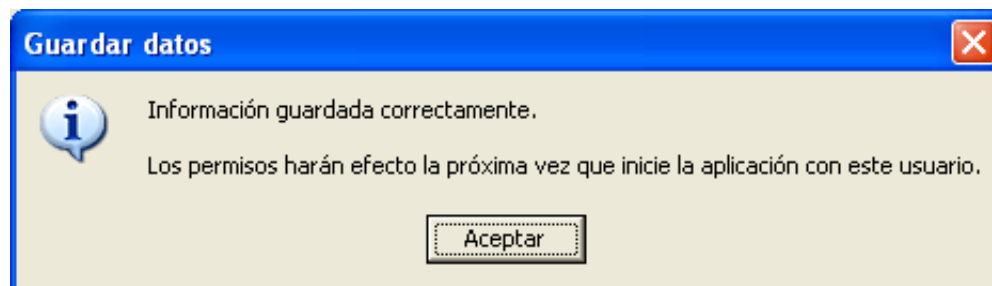 Guardar datos
Información guardada correctamente.
Los permisos harán efecto la próxima vez que inicie la aplicación con este usuario.
Aceptar